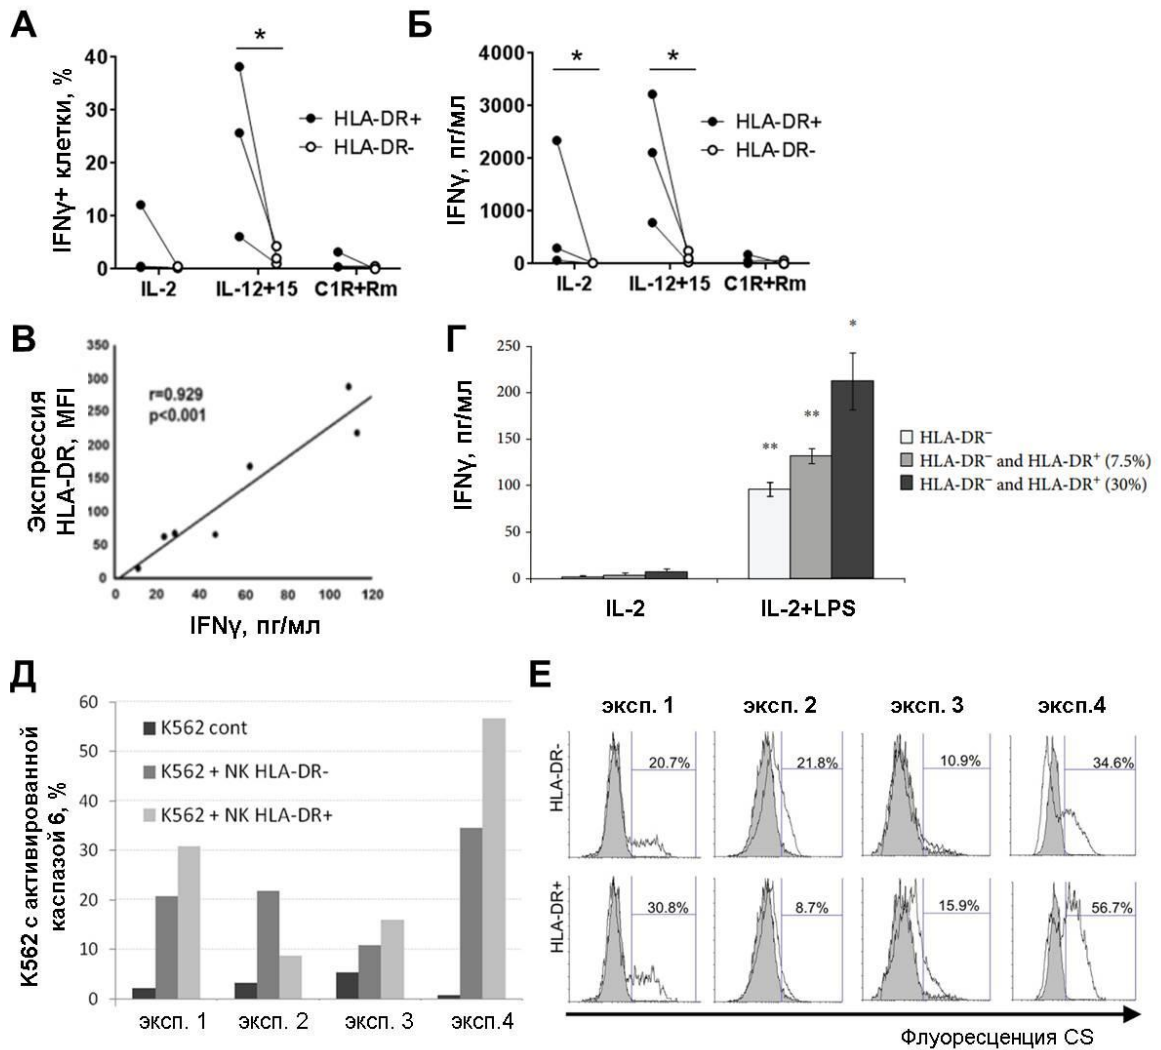 А
*
IFNγ+ клетки, %
40
30
20
10
0
HLA-DR+
HLA-DR-
IL-2
IL-12+15
C1R+Rm
Б
*
*
IFNγ, пг/мл
4000
3000
2000
1000
0
HLA-DR+
HLA-DR-
IL-2
IL-12+15
C1R+Rm
В
Экспрессия
HLA-DR, MFI
350
300
250
200
150
100
50
0
r=0.929
p<0.001
0
20
40
60
80
100
120
IFNγ, пг/мл
Г
IFNγ, пг/мл
250
200
150
100
50
0
**
**
*
HLA-DR⁻
HLA-DR⁻ and HLA-DR⁺ (7.5%)
HLA-DR⁻ and HLA-DR⁺ (30%)
IL-2
IL-2+LPS
Д
K562 с активированной
каспазой 6, %
60
50
40
30
20
10
0
K562 cont
K562 + NK HLA-DR-
K562 + NK HLA-DR+
эксп. 1
эксп. 2
эксп. 3
эксп.4
Е
эксп. 1
эксп. 2
эксп. 3
эксп.4
HLA-DR-
20.7%
21.8%
10.9%
34.6%
HLA-DR+
30.8%
8.7%
15.9%
56.7%
Флуоресценция CS